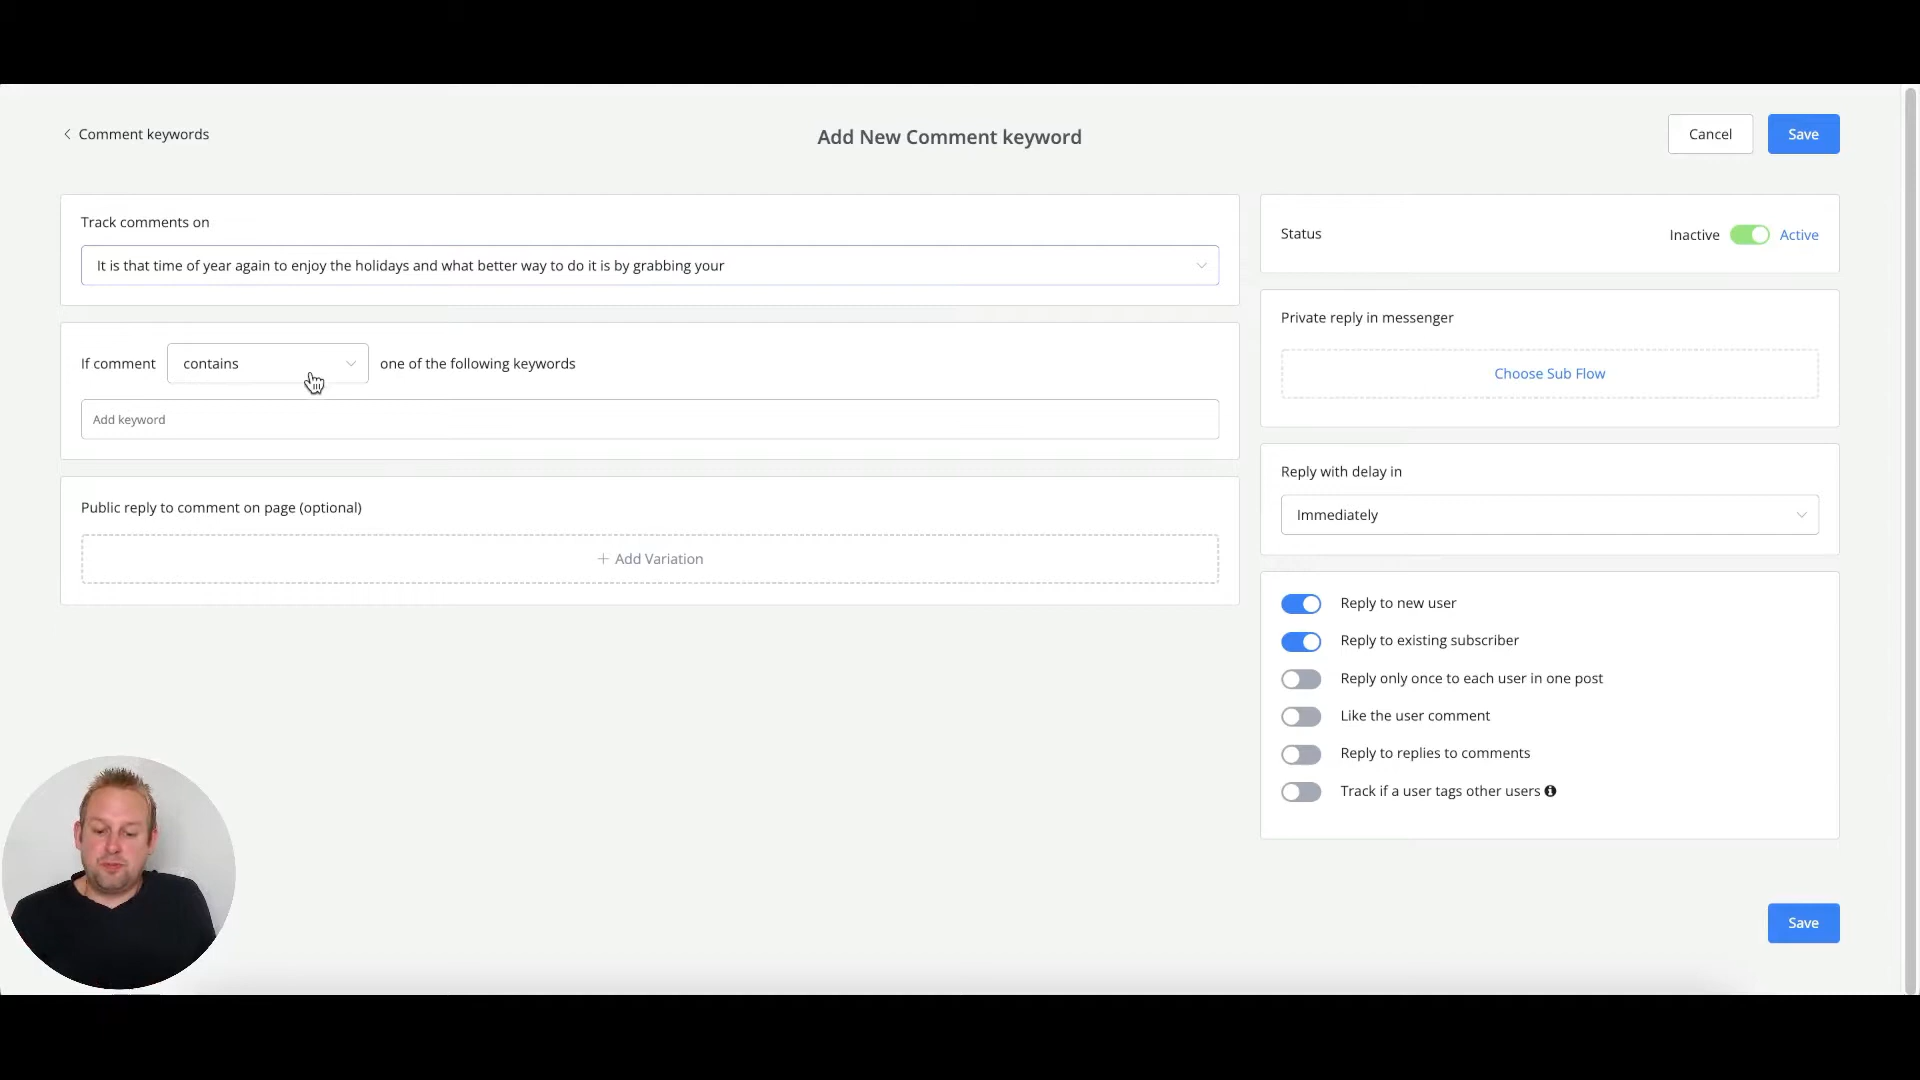 Comment keywords
Add New Comment keyword
Cancel
Save
Track comments on
It is that time of year again to enjoy the holidays and what better way to do it is by grabbing your
If comment
contains
one of the following keywords
Add keyword
Public reply to comment on page (optional)
+ Add Variation
Status
Inactive
Active
Private reply in messenger
Choose Sub Flow
Reply with delay in
Immediately
Reply to new user
Reply to existing subscriber
Reply only once to each user in one post
Like the user comment
Reply to replies to comments
Track if a user tags other users
Save